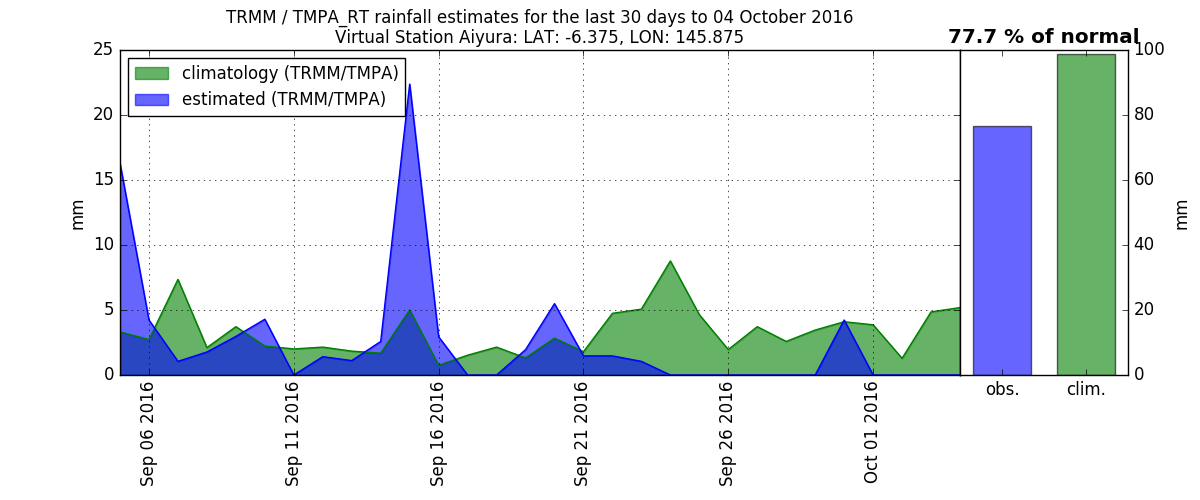 TRMM / TMPA_RT rainfall estimates for the last 30 days to 04 October 2016
Virtual Station Aiyura: LAT: -6.375, LON: 145.875
77.7 % of normal
climatology (TRMM/TMPA)
estimated (TRMM/TMPA)
25
20
15
10
5
0
mm
100
80
60
40
20
0
mm
Sep 06 2016
Sep 11 2016
Sep 16 2016
Sep 21 2016
Sep 26 2016
Oct 01 2016
obs.
clim.